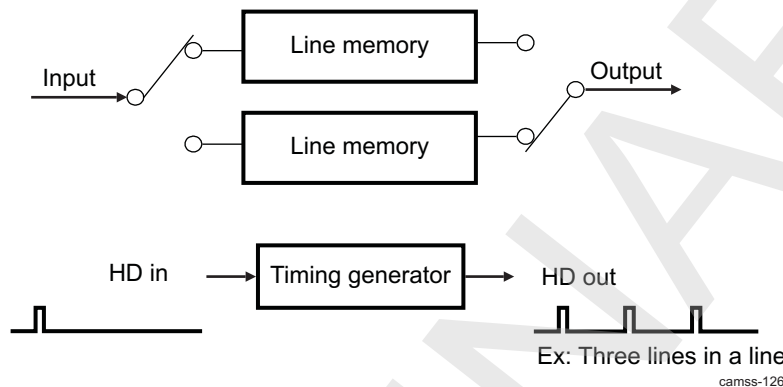 Line memory
Input
Output
Line memory
HD in
Timing generator
HD out
Ex: Three lines in a line
camss-126